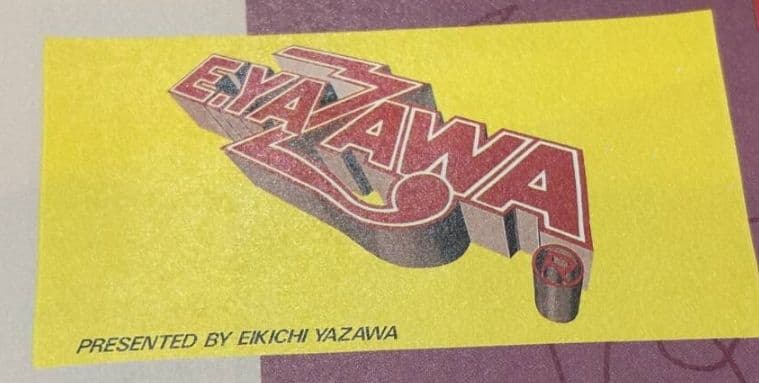 E.YAZAWA
®
PRESENTED BY EIKICHI YAZAWA